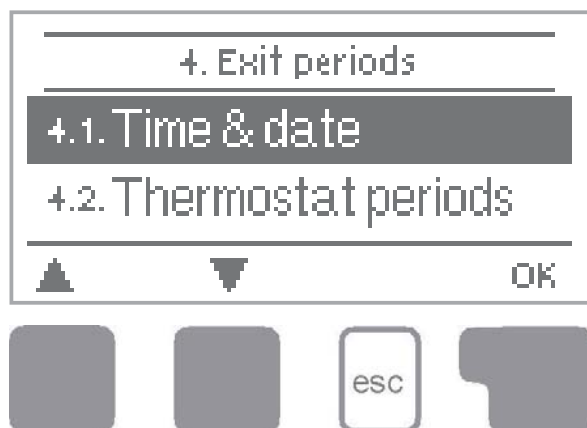 4. Exit periods
4.1. Time & date
4.2. Thermostat periods
OK
esc